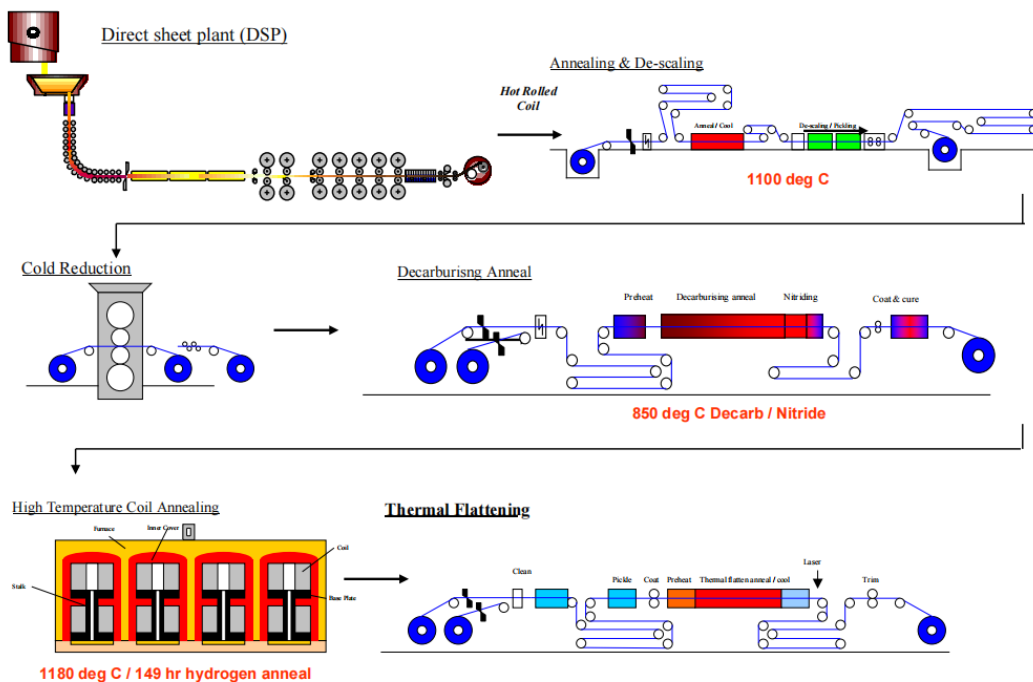 Direct sheet plant (DSP)
Annealing & De-scaling
Hot Rolled
Coil
Anneal / Cool
De-scaling / Pickling
1100 deg C
Cold Reduction
Decarburising Anneal
Preheat
Decarburising anneal
Nitriding
Coat & cure
850 deg C Decarb / Nitride
High Temperature Coil Annealing
Furnace
Inner Cover
Coil
Stalk
Base Plate
1180 deg C / 149 hr hydrogen anneal
Thermal Flattening
Clean
Pickle
Coat
Preheat
Thermal flatten anneal / cool
Laser
Trim